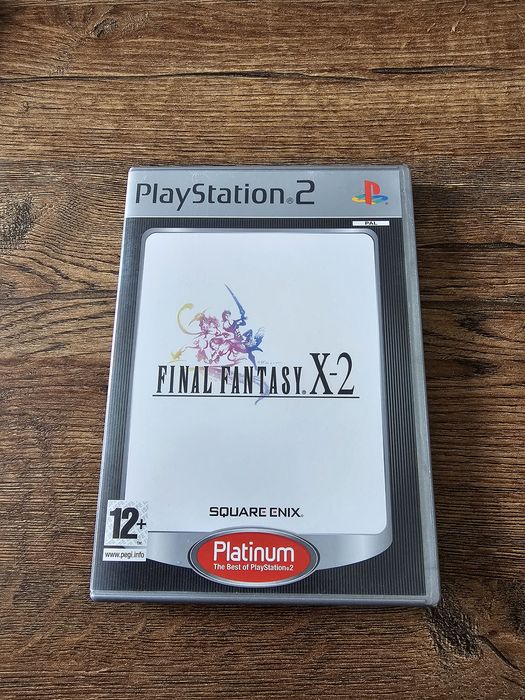 PlayStation®2
PAL
FINAL FANTASY® X-2
SQUARE ENIX®
12+
www.pegi.info
Platinum
The Best of PlayStation®2